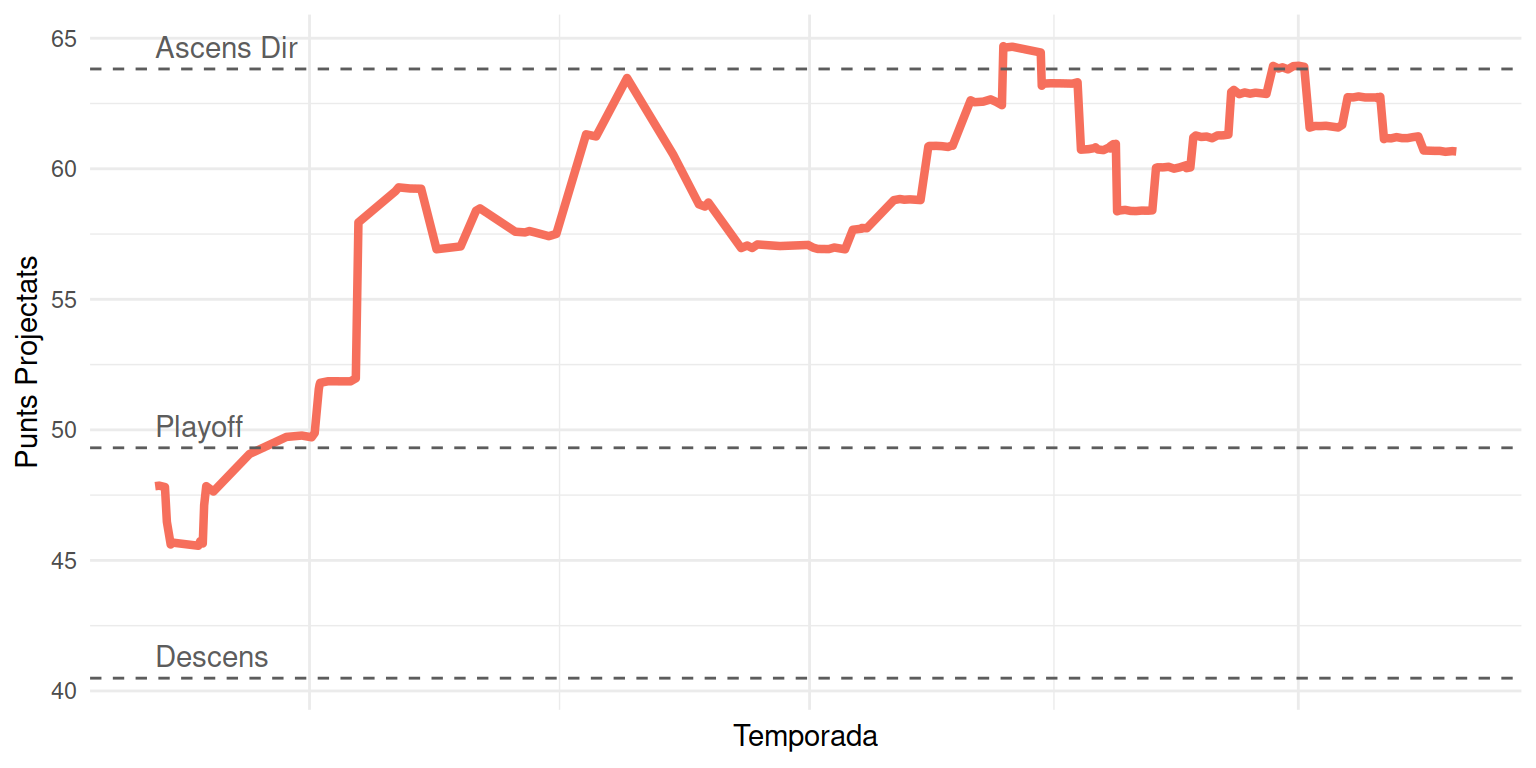 65
Ascens Dir
60
55
Punts Projectats
50
Playoff
45
Descens
40
Temporada